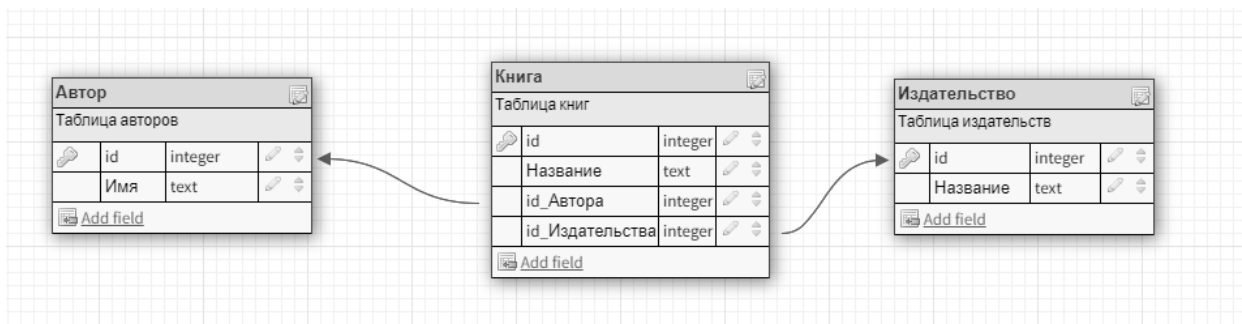 Автор
Таблица авторов
id integer
Имя text
Add field
Книга
Таблица книг
id integer
Название text
id_Автора integer
id_Издательства integer
Add field
Издательство
Таблица издательств
id integer
Название text
Add field